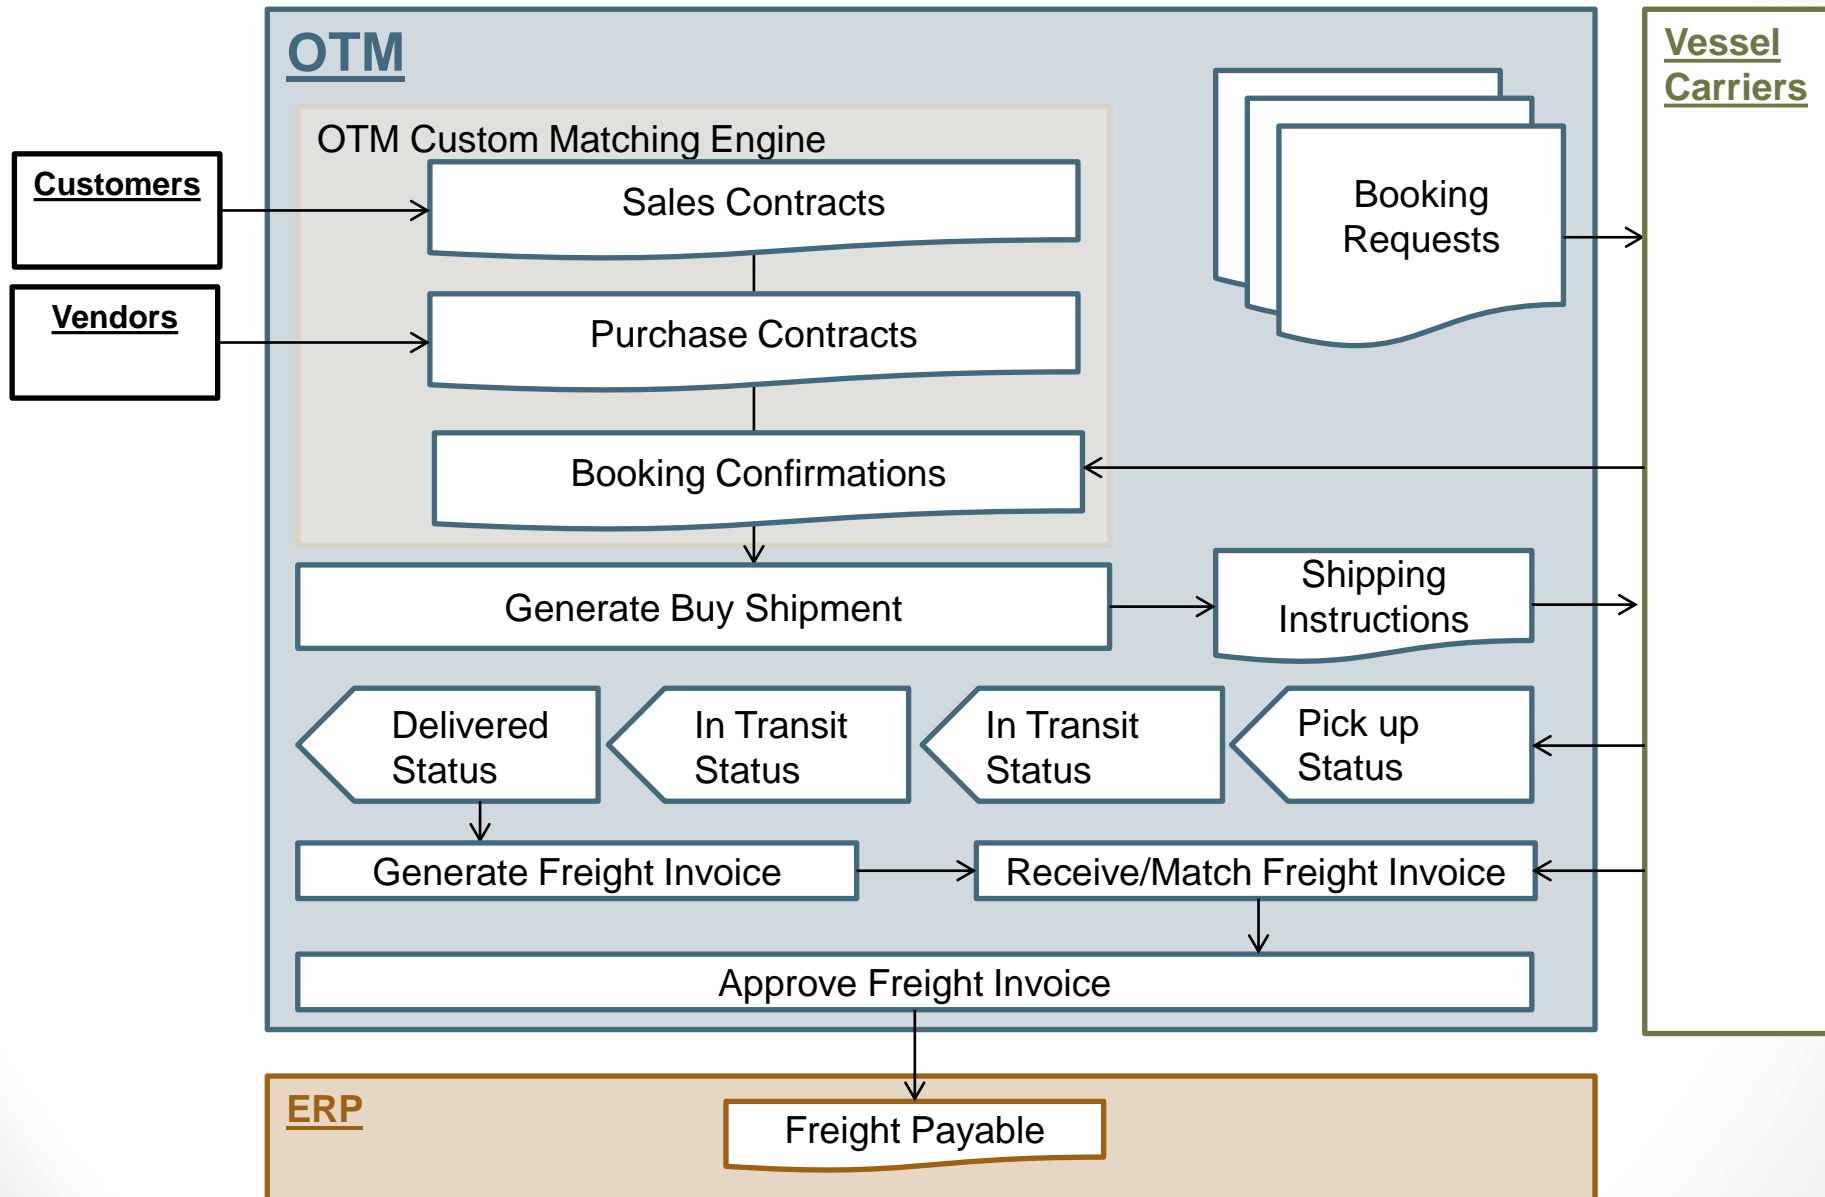 OTM
Vessel
Carriers
OTM Custom Matching Engine
Customers
Sales Contracts
Booking
Requests
Vendors
Purchase Contracts
Booking Confirmations
Generate Buy Shipment
Shipping
Instructions
Delivered
Status
In Transit
Status
In Transit
Status
Pick up
Status
Generate Freight Invoice
Receive/Match Freight Invoice
Approve Freight Invoice
ERP
Freight Payable